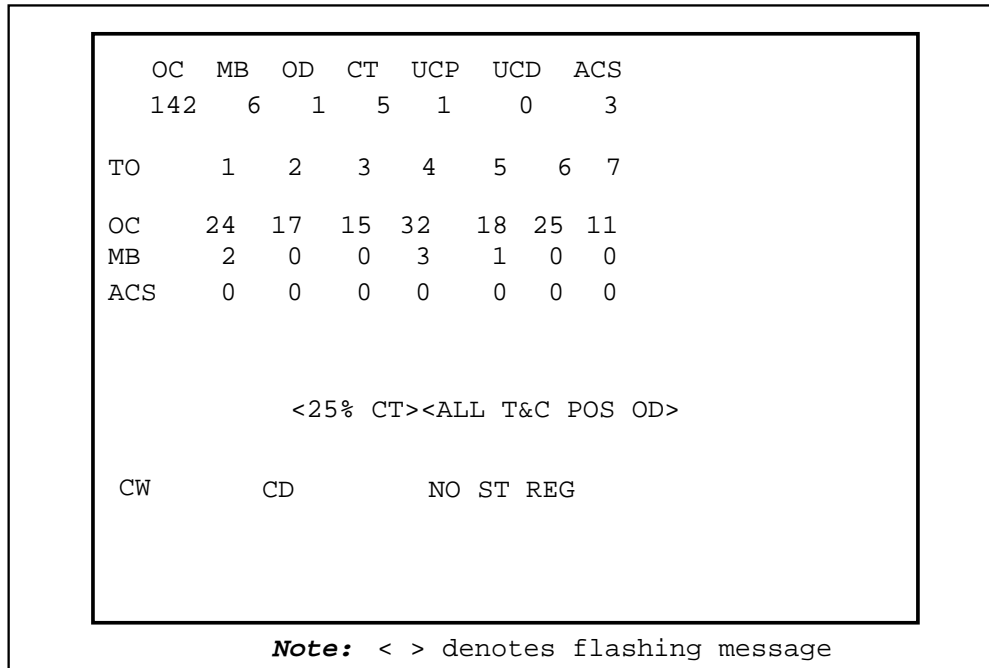 OC MB OD CT UCP UCD ACS
142 6 1 5 1 0 3
TO 1 2 3 4 5 6 7
OC 24 17 15 32 18 25 11
MB 2 0 0 3 1 0 0
ACS 0 0 0 0 0 0 0
<25% CT><ALL T&C POS OD>
CW CD NO ST REG
Note: < > denotes flashing message